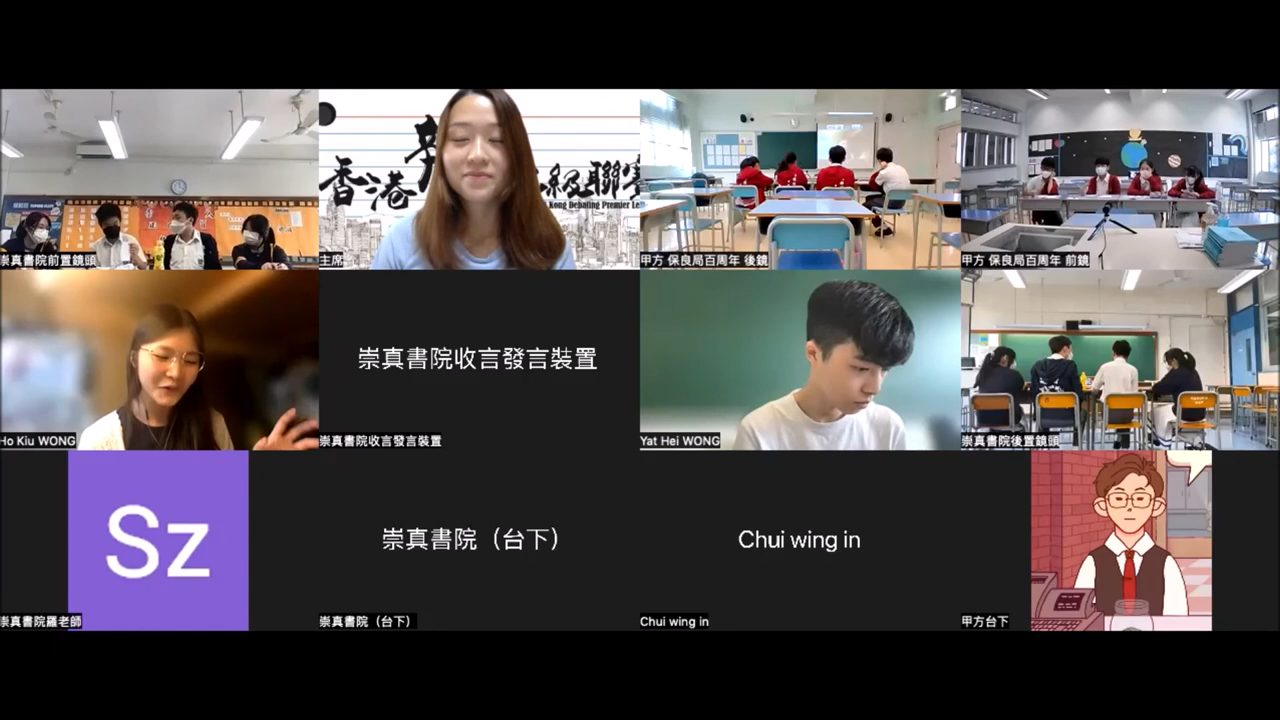 香港
級聯賽
Kong Debating Premier Le
崇真書院前置鏡頭
主席
甲方 保良局百周年 後鏡
甲方 保良局百周年 前鏡
崇真書院收言發言裝置
Ho Kiu WONG
崇真書院收言發言裝置
Yat Hei WONG
崇真書院後置鏡頭
Sz
崇真書院（台下）
Chui wing in
崇真書院羅老師
崇真書院（台下）
Chui wing in
甲方台下